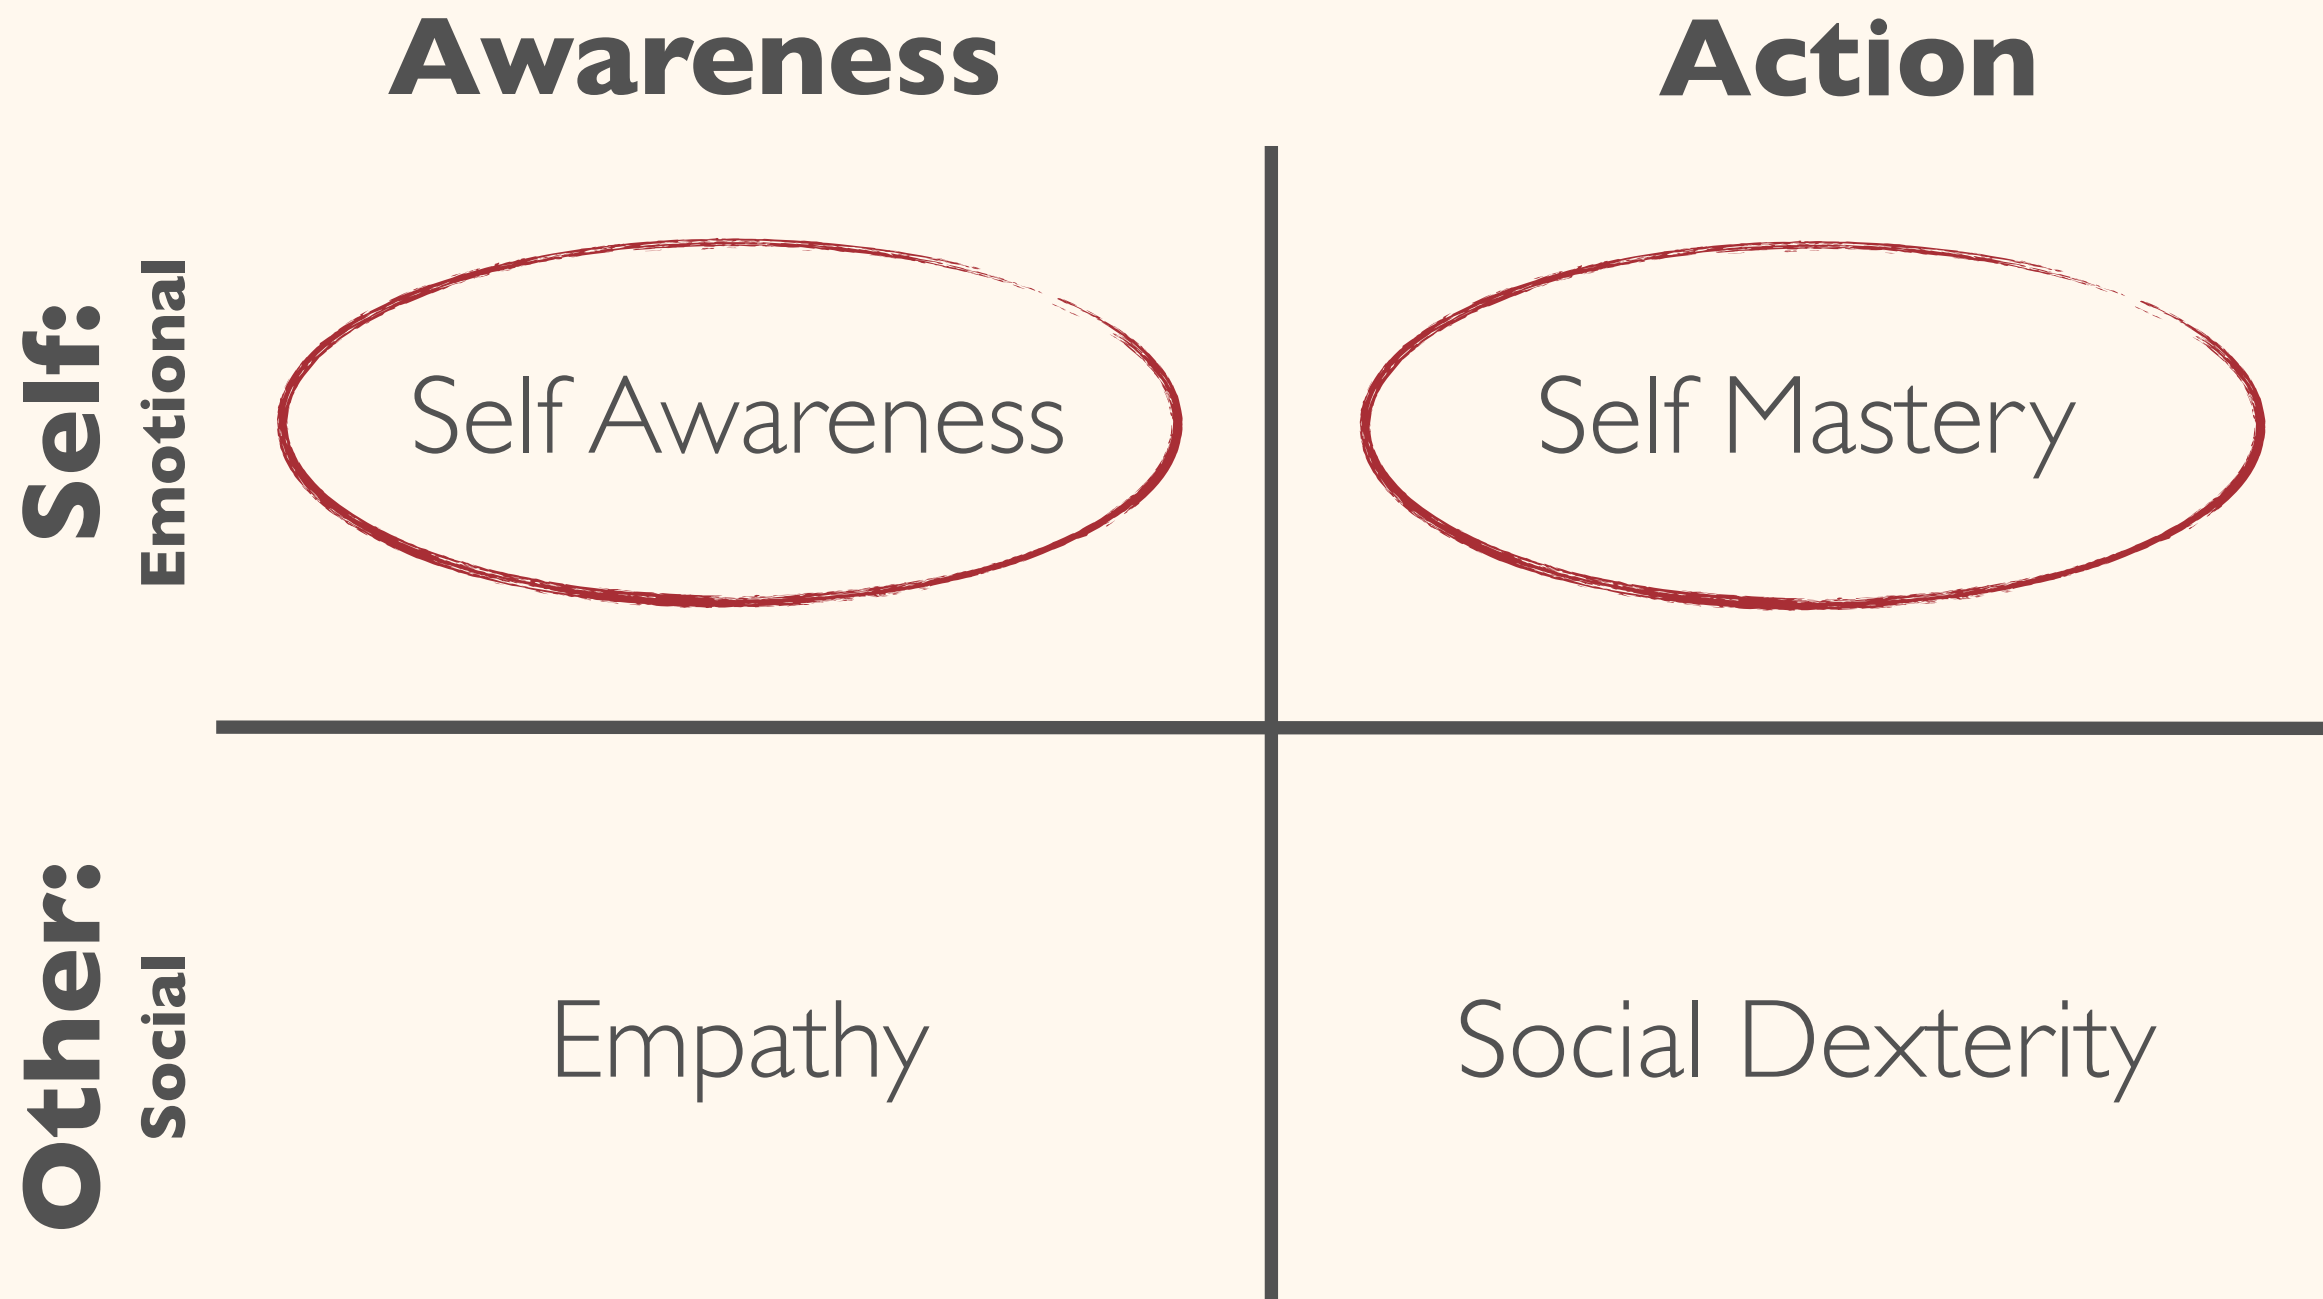 Awareness
Action
Self:
Emotional
Self Awareness
Self Mastery
Other:
Social
Empathy
Social Dexterity